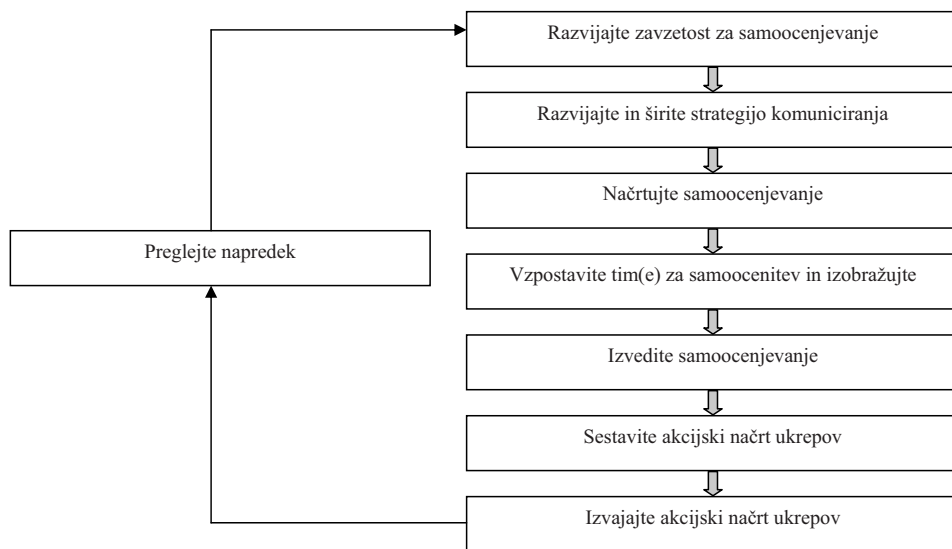 Razvijajte zavzetost za samoocenjevanje
Razvijajte in širite strategijo komuniciranja
Načrtujte samoocenjevanje
Preglejte napredek
Vzpostavite tim(e) za samoocenitev in izobražujte
Izvedite samoocenjevanje
Sestavite akcijski načrt ukrepov
Izvajajte akcijski načrt ukrepov